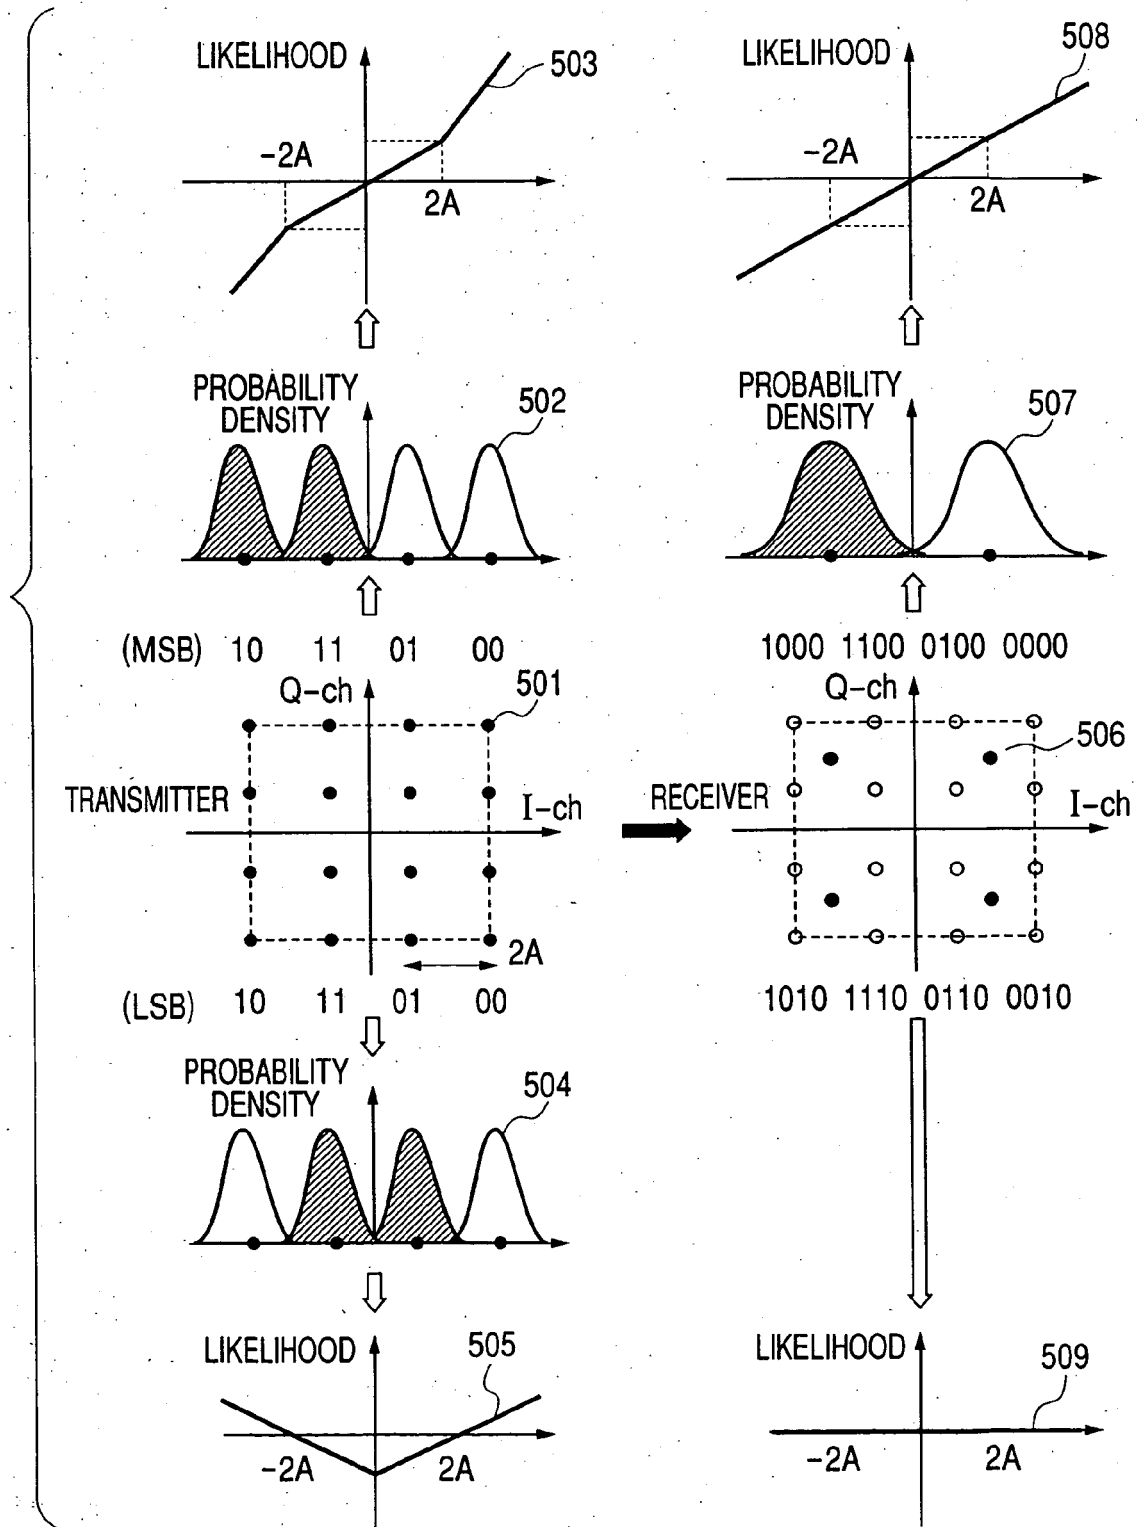 LIKELIHOOD
503
-2A
2A
LIKELIHOOD
508
-2A
2A
PROBABILITY
DENSITY
502
PROBABILITY
DENSITY
507
(MSB) 10 11 01 00
1000 1100 0100 0000
Q-ch
501
Q-ch
506
TRANSMITTER
I-ch
RECEIVER
I-ch
2A
(LSB) 10 11 01 00
1010 1110 0110 0010
PROBABILITY
DENSITY
504
LIKELIHOOD
505
-2A
2A
LIKELIHOOD
509
-2A
2A